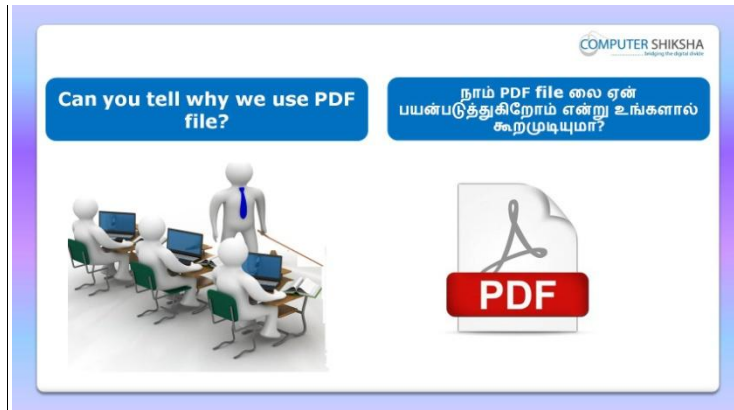 COMPUTER SHIKSHA
bridging the digital divide
Can you tell why we use PDF
file?
நாம் PDF file லை ஏன்
பயன்படுத்துகிறோம் என்று உங்களால்
கூறமுடியுமா?
PDF